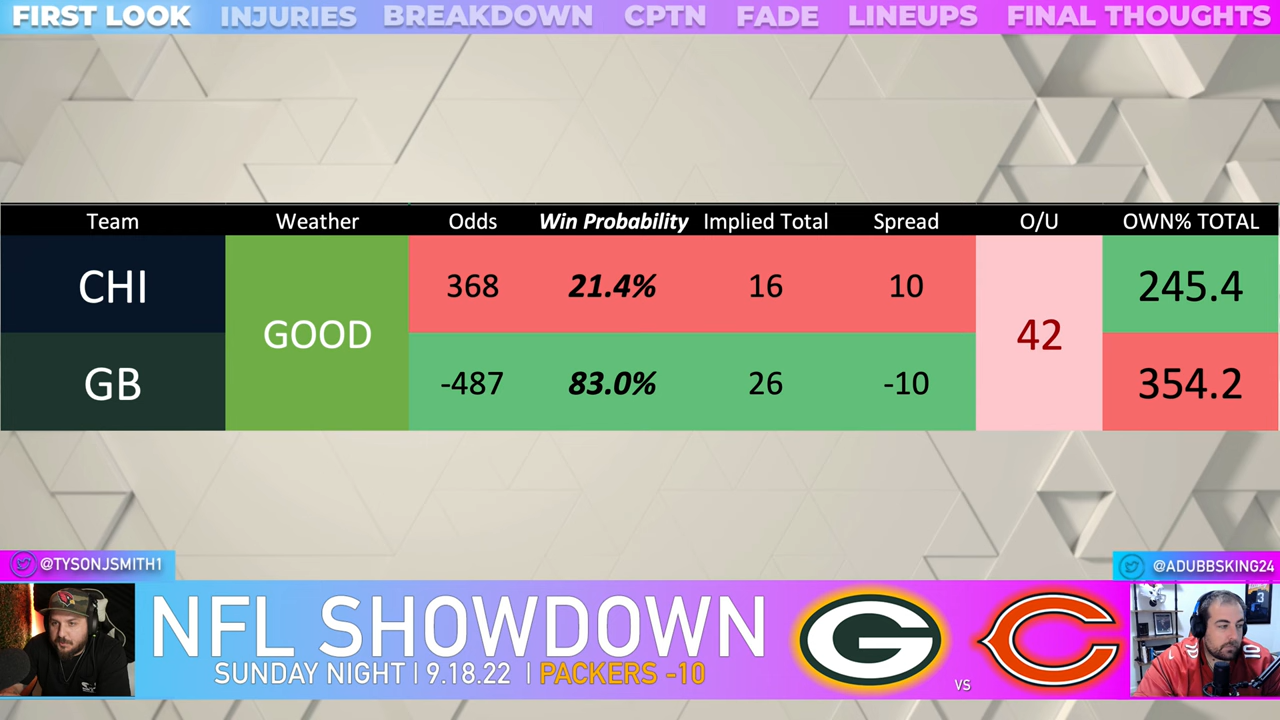 FIRST LOOK INJURIES BREAKDOWN CPTN FADE LINEUPS FINAL THOUGHTS
Team Weather Odds Win Probability Implied Total Spread O/U OWN% TOTAL
CHI GOOD 368 21.4% 16 10 42 245.4
GB -487 83.0% 26 -10 354.2
@TYSONJSMITH1 @ADUBBSKING24
NFL SHOWDOWN
SUNDAY NIGHT | 9.18.22 | PACKERS -10
G VS C